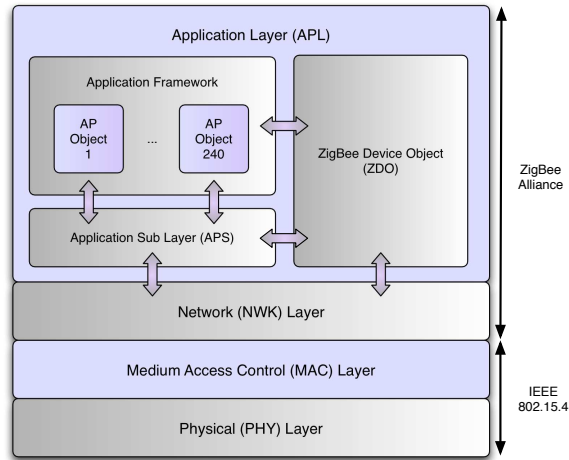 Application Layer (APL)
Application Framework
AP
Object
1
...
AP
Object
240
ZigBee Device Object
(ZDO)
Application Sub Layer (APS)
Network (NWK) Layer
Medium Access Control (MAC) Layer
Physical (PHY) Layer
ZigBee
Alliance
IEEE
802.15.4